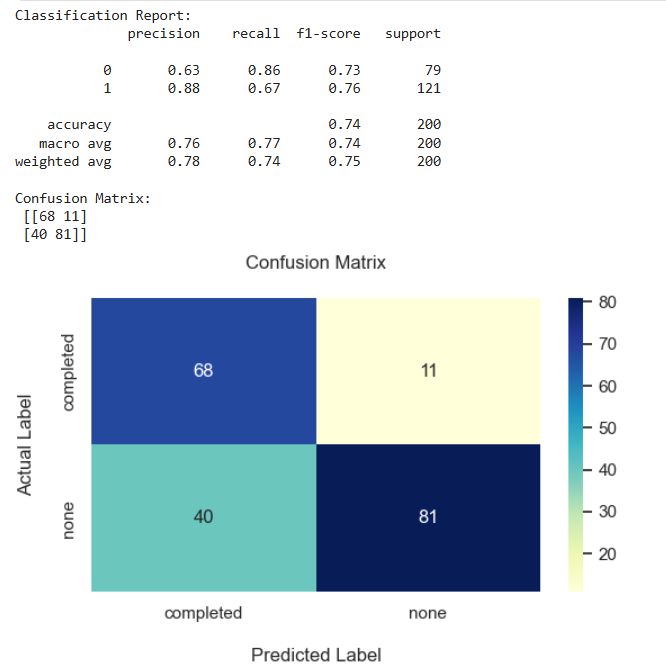 Classification Report:
precision recall f1-score support
0 0.63 0.86 0.73 79
1 0.88 0.67 0.76 121
accuracy 0.74 200
macro avg 0.76 0.77 0.74 200
weighted avg 0.78 0.74 0.75 200
Confusion Matrix:
[[68 11]
[40 81]]
Confusion Matrix
Actual Label
completed
none
68 11
40 81
completed none
Predicted Label
80
70
60
50
40
30
20